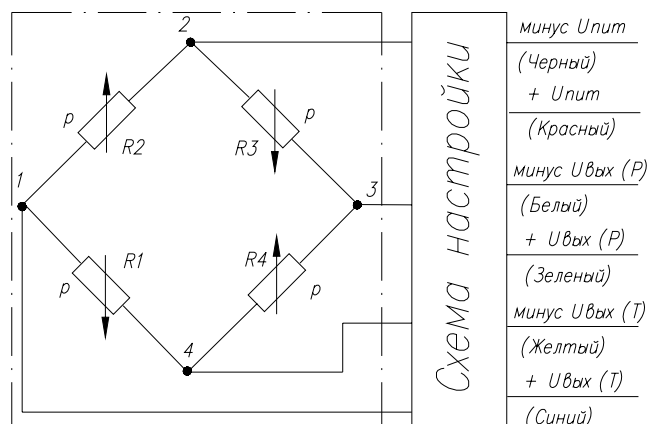 2
минус Uпит
(Черный)
+ Uпит
(Красный)
минус Uвых (P)
(Белый)
+ Uвых (P)
(Зеленый)
минус Uвых (T)
(Желтый)
+ Uвых (T)
(Синий)
Схема настройки
p
R2
R3
p
1
3
R1
p
R4
p
4